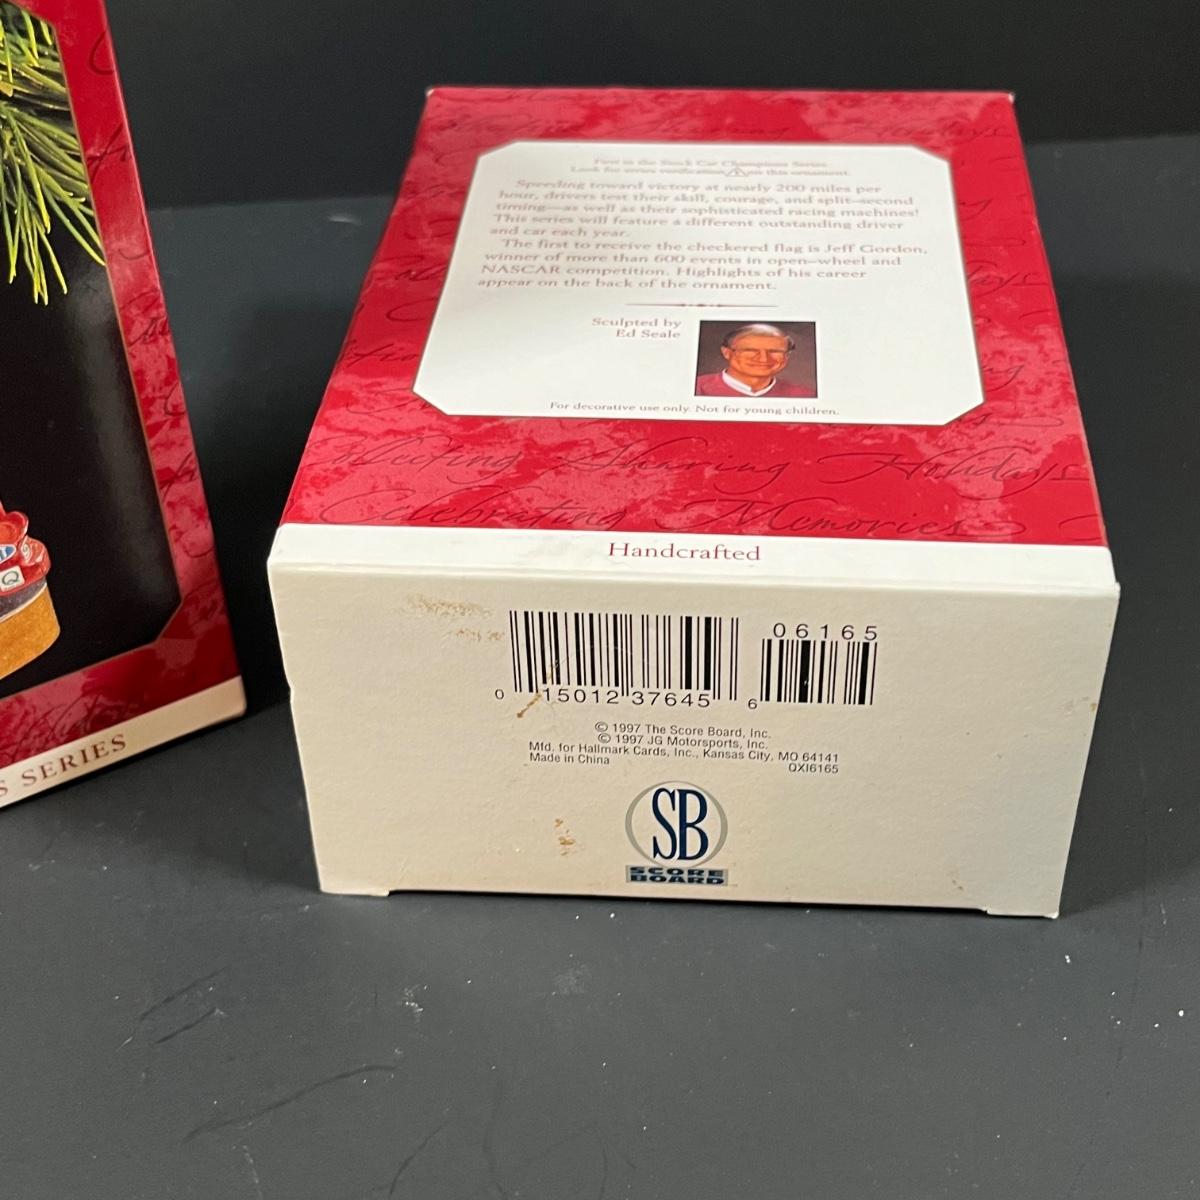 First in the Stock Car Champions Series
Look for series verification on this ornament.
Speeding toward victory at nearly 200 miles per
hour, drivers test their skill, courage, and split–second
timing—as well as their sophisticated racing machines!
This series will feature a different outstanding driver
and car each year.
The first to receive the checkered flag is Jeff Gordon,
winner of more than 600 events in open–wheel and
NASCAR competition. Highlights of his career
appear on the back of the ornament.
Sculpted by
Ed Seale
For decorative use only. Not for young children.
Sharing Holidays
Celebrating Memories
Handcrafted
06165
0 15012 37645 6
© 1997 The Score Board, Inc.
© 1997 JG Motorsports, Inc.
Mfd. for Hallmark Cards, Inc., Kansas City, MO 64141
Made in China QXI6165
SB
SCORE
BOARD
S SERIES
Q